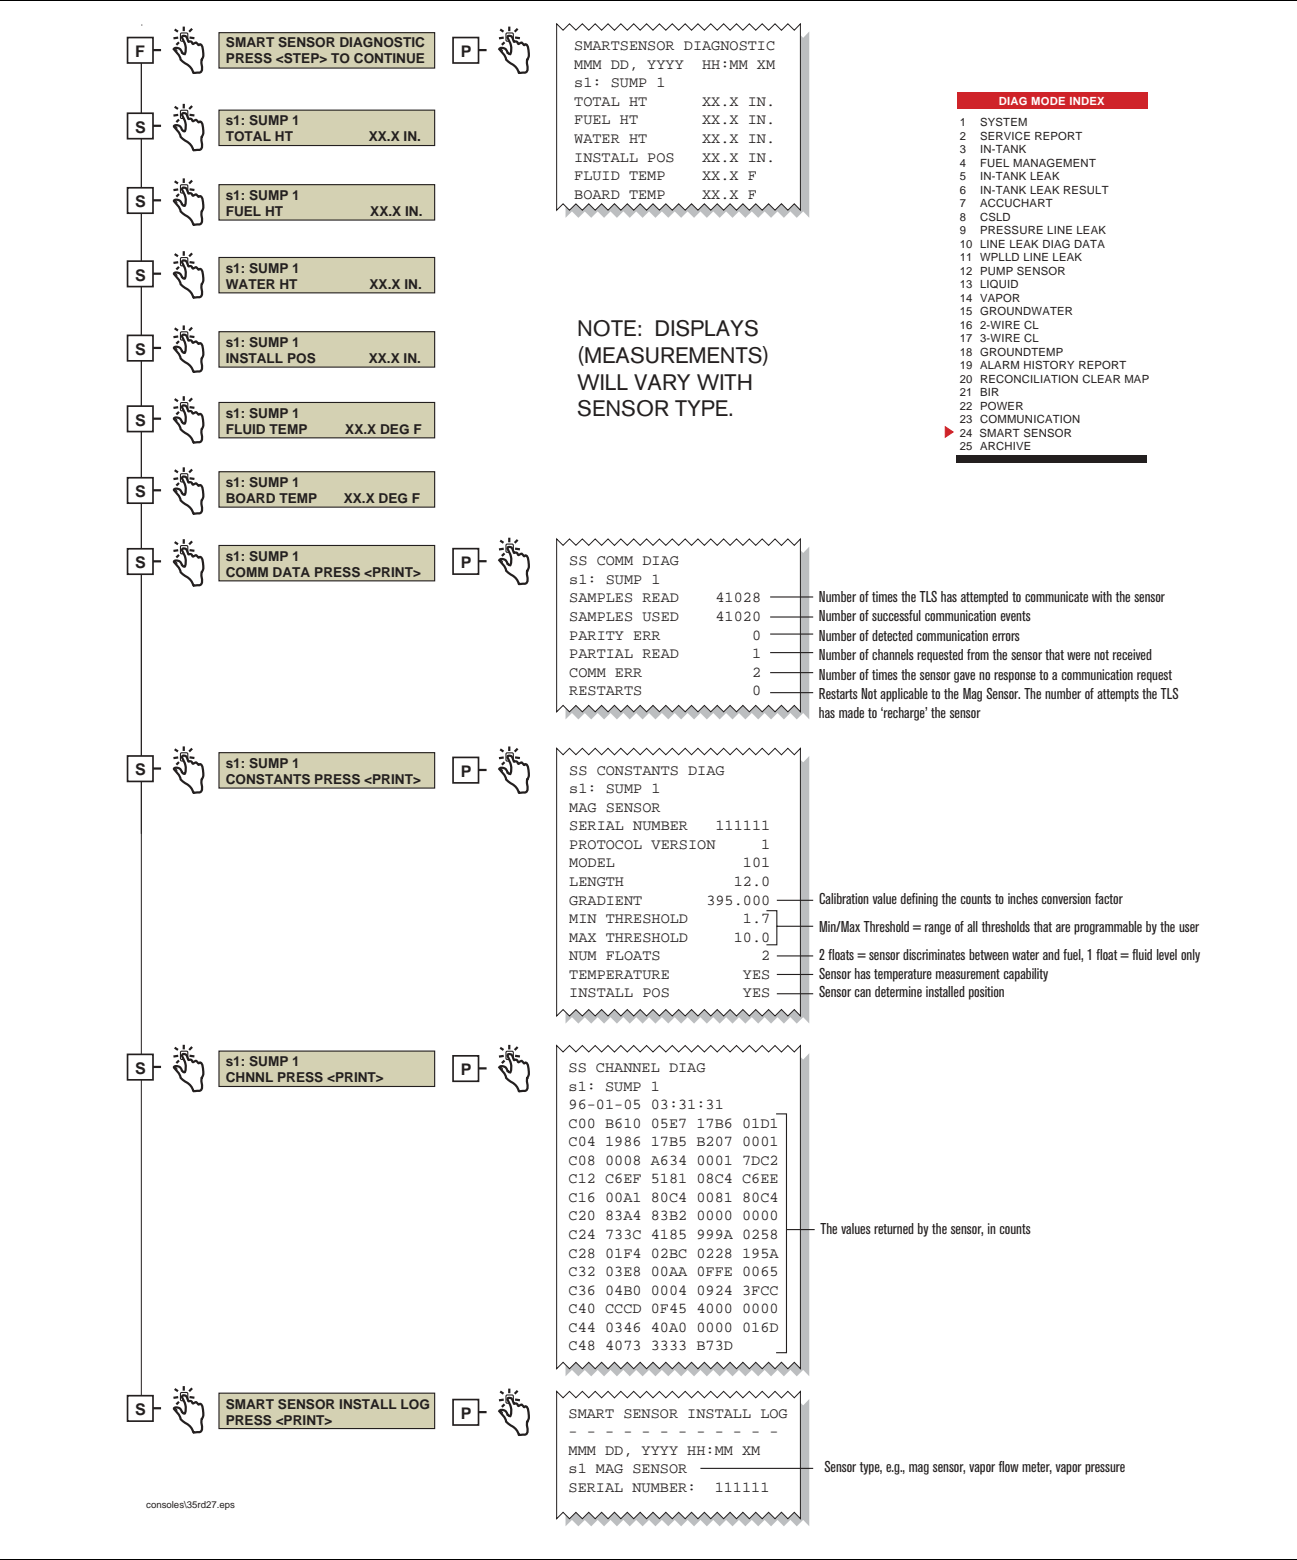 F
SMART SENSOR DIAGNOSTIC
PRESS <STEP> TO CONTINUE
P
SMARTSENSOR DIAGNOSTIC
MMM DD, YYYY HH:MM XM
s1: SUMP 1
TOTAL HT XX.X IN.
FUEL HT XX.X IN.
WATER HT XX.X IN.
INSTALL POS XX.X IN.
FLUID TEMP XX.X F
BOARD TEMP XX.X F
DIAG MODE INDEX
1 SYSTEM
2 SERVICE REPORT
3 IN-TANK
4 FUEL MANAGEMENT
5 IN-TANK LEAK
6 IN-TANK LEAK RESULT
7 ACCUCHART
8 CSLD
9 PRESSURE LINE LEAK
10 LINE LEAK DIAG DATA
11 WPLLD LINE LEAK
12 PUMP SENSOR
13 LIQUID
14 VAPOR
15 GROUNDWATER
16 2-WIRE CL
17 3-WIRE CL
18 GROUNDTEMP
19 ALARM HISTORY REPORT
20 RECONCILIATION CLEAR MAP
21 BIR
22 POWER
23 COMMUNICATION
24 SMART SENSOR
25 ARCHIVE
S
s1: SUMP 1
TOTAL HT XX.X IN.
S
s1: SUMP 1
FUEL HT XX.X IN.
S
s1: SUMP 1
WATER HT XX.X IN.
S
s1: SUMP 1
INSTALL POS XX.X IN.
S
s1: SUMP 1
FLUID TEMP XX.X DEG F
S
s1: SUMP 1
BOARD TEMP XX.X DEG F
NOTE: DISPLAYS
(MEASUREMENTS)
WILL VARY WITH
SENSOR TYPE.
S
s1: SUMP 1
COMM DATA PRESS <PRINT>
P
SS COMM DIAG
s1: SUMP 1
SAMPLES READ 41028
Number of times the TLS has attempted to communicate with the sensor
SAMPLES USED 41020
Number of successful communication events
PARITY ERR 0
Number of detected communication errors
PARTIAL READ 1
Number of channels requested from the sensor that were not received
COMM ERR 2
Number of times the sensor gave no response to a communication request
RESTARTS 0
Restarts Not applicable to the Mag Sensor. The number of attempts the TLS
has made to ‘recharge’ the sensor
S
s1: SUMP 1
CONSTANTS PRESS <PRINT>
P
SS CONSTANTS DIAG
s1: SUMP 1
MAG SENSOR
SERIAL NUMBER 111111
PROTOCOL VERSION 1
MODEL 101
LENGTH 12.0
GRADIENT 395.000
Calibration value defining the counts to inches conversion factor
MIN THRESHOLD 1.7
MAX THRESHOLD 10.0
Min/Max Threshold = range of all thresholds that are programmable by the user
NUM FLOATS 2
2 floats = sensor discriminates between water and fuel, 1 float = fluid level only
TEMPERATURE YES
Sensor has temperature measurement capability
INSTALL POS YES
Sensor can determine installed position
S
s1: SUMP 1
CHNNL PRESS <PRINT>
P
SS CHANNEL DIAG
s1: SUMP 1
96-01-05 03:31:31
C00 B610 05E7 17B6 01D1
C04 1986 17B5 B207 0001
C08 0008 A634 0001 7DC2
C12 C6EF 5181 08C4 C6EE
C16 00A1 80C4 0081 80C4
C20 83A4 83B2 0000 0000
C24 733C 4185 999A 0258
C28 01F4 02BC 0228 195A
C32 03E8 00AA 0FFE 0065
C36 04B0 0004 0924 3FCC
C40 CCCD 0F45 4000 0000
C44 0346 40A0 0000 016D
C48 4073 3333 B73D
The values returned by the sensor, in counts
S
SMART SENSOR INSTALL LOG
PRESS <PRINT>
P
SMART SENSOR INSTALL LOG
- - - - - - - - - - - -
MMM DD, YYYY HH:MM XM
s1 MAG SENSOR
Sensor type, e.g., mag sensor, vapor flow meter, vapor pressure
SERIAL NUMBER: 111111
consoles\35rd27.eps